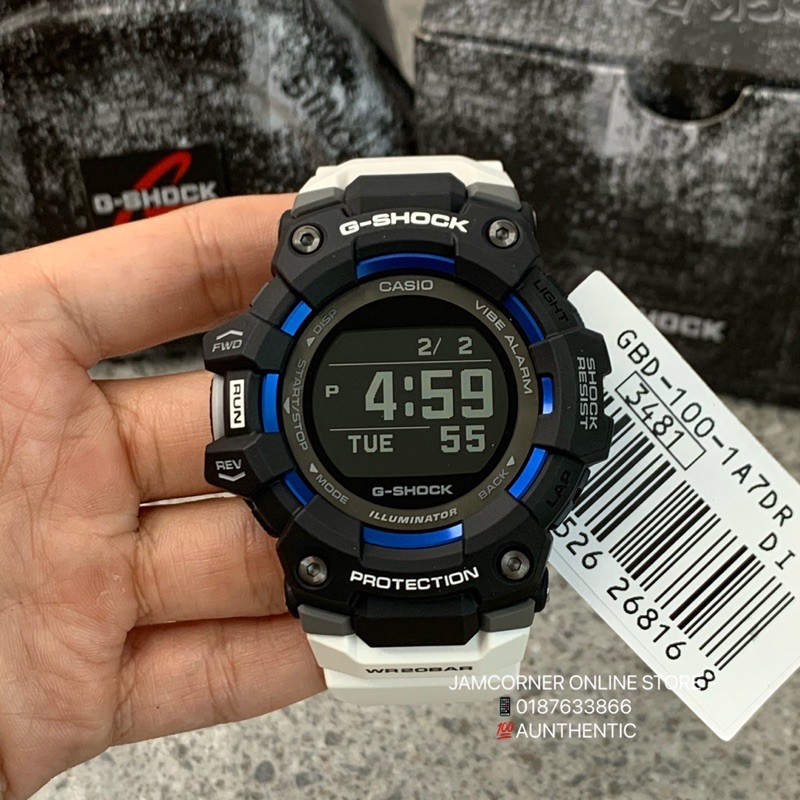 SINCE
G-SHOCK
SHOCK
G-SHOCK
CASIO
DISP
VIBE ALARM
LIGHT
FWD
START/STOP
RUN
REV
MODE
2/ 2
P 4:59
TUE 55
G-SHOCK
BACK
ILLUMINATOR
SHOCK
RESIST
LAP
PROTECTION
WR20BAR
GBD-100-1A7DR
3481
D I
526 26816 8
JAMCORNER ONLINE STORE
📱0187633866
💯AUNTHENTIC